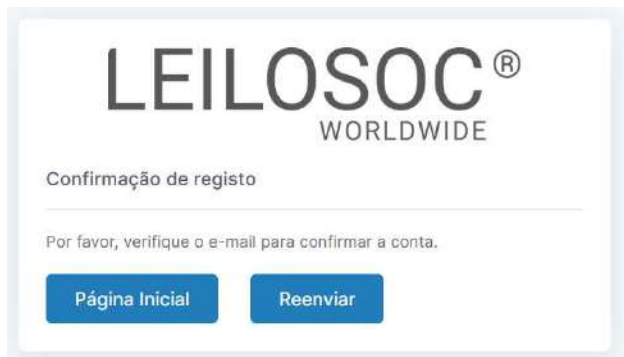 LEILOSOC®
WORLDWIDE
Confirmação de registo
Por favor, verifique o e-mail para confirmar a conta.
Página Inicial
Reenviar